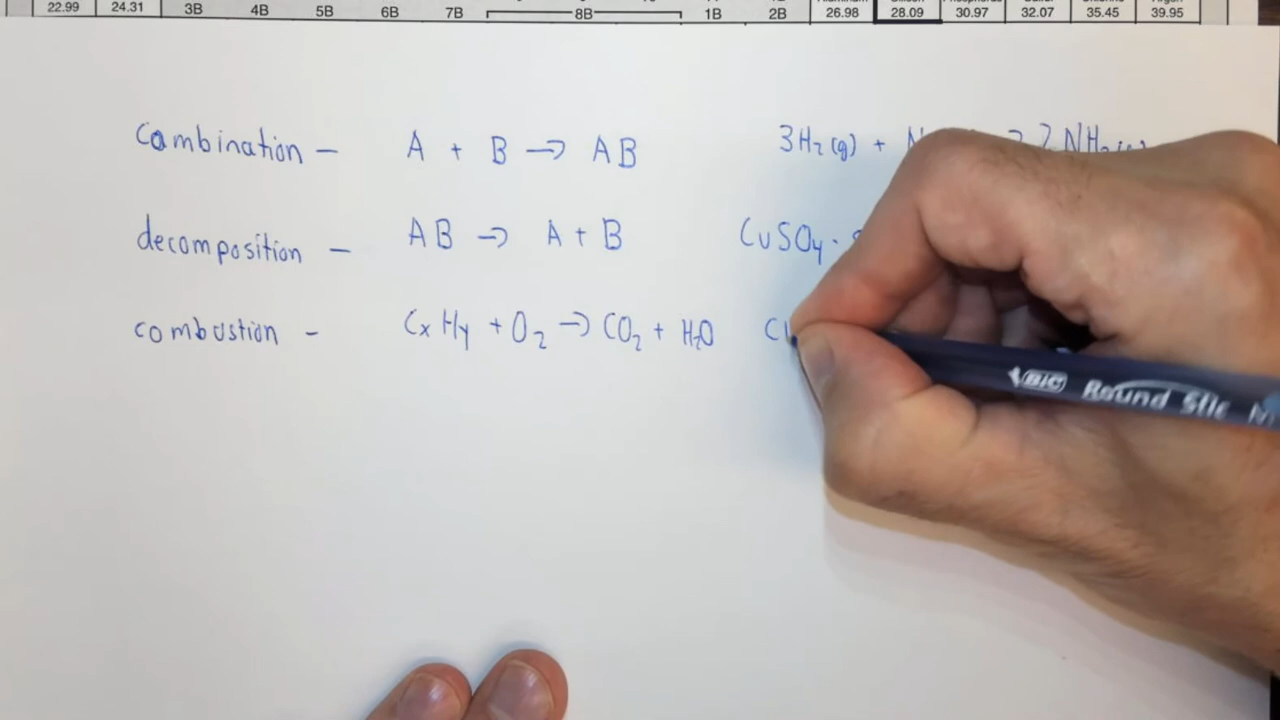 22.99 24.31 3B 4B 5B 6B 7B 8B 1B 2B 26.98 28.09 30.97 32.07 35.45 39.95
Combination - A + B → AB 3H₂(g) + → 2 NH₃
decomposition - AB → A + B CuSO₄ ·
combustion - CxHy + O₂ → CO₂ + H₂O C
BIC Round Stic